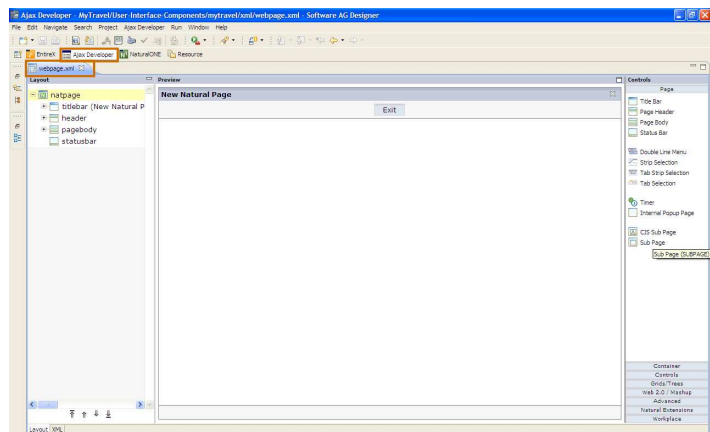 Ajax Developer - MyTravel/User-Interface-Components/mytravel/xml/webpage.xml - Software AG Designer
File Edit Navigate Search Project Ajax Developer Run Window Help
EntireX Ajax Developer NaturalONE Resource
webpage.xml
Layout
natpage
titlebar (New Natural P
header
pagebody
statusbar
Layout XML
Preview
New Natural Page
Exit
Controls
Page
Title Bar
Page Header
Page Body
Status Bar
Double Line Menu
Strip Selection
Tab Strip Selection
Tab Selection
Timer
Internal Popup Page
CIS Sub Page
Sub Page
Sub Page (SUBPAGE)
Container
Controls
Grids/Trees
Web 2.0 / Mashup
Advanced
Natural Extensions
Workplace